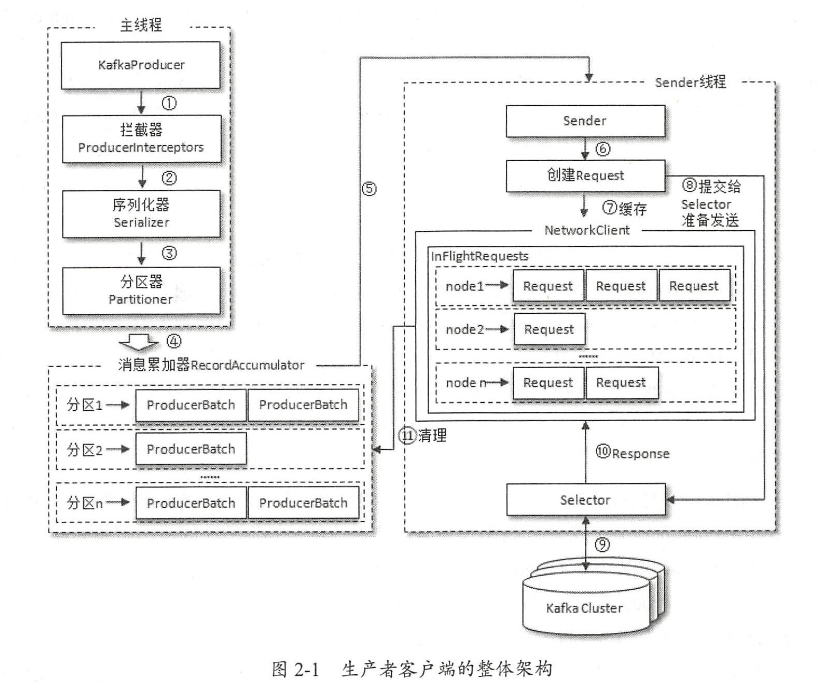 主线程
KafkaProducer
①
拦截器
ProducerInterceptors
②
序列化器
Serializer
③
分区器
Partitioner
④
消息累加器RecordAccumulator
分区1
ProducerBatch
ProducerBatch
分区2
ProducerBatch
......
分区n
ProducerBatch
ProducerBatch
⑤
Sender线程
Sender
⑥
创建Request
⑦缓存
⑧提交给
Selector
准备发送
NetworkClient
InFlightRequests
node1
Request
Request
Request
node2
Request
......
node n
Request
Request
⑪清理
⑩Response
Selector
⑨
Kafka Cluster
图 2-1 生产者客户端的整体架构